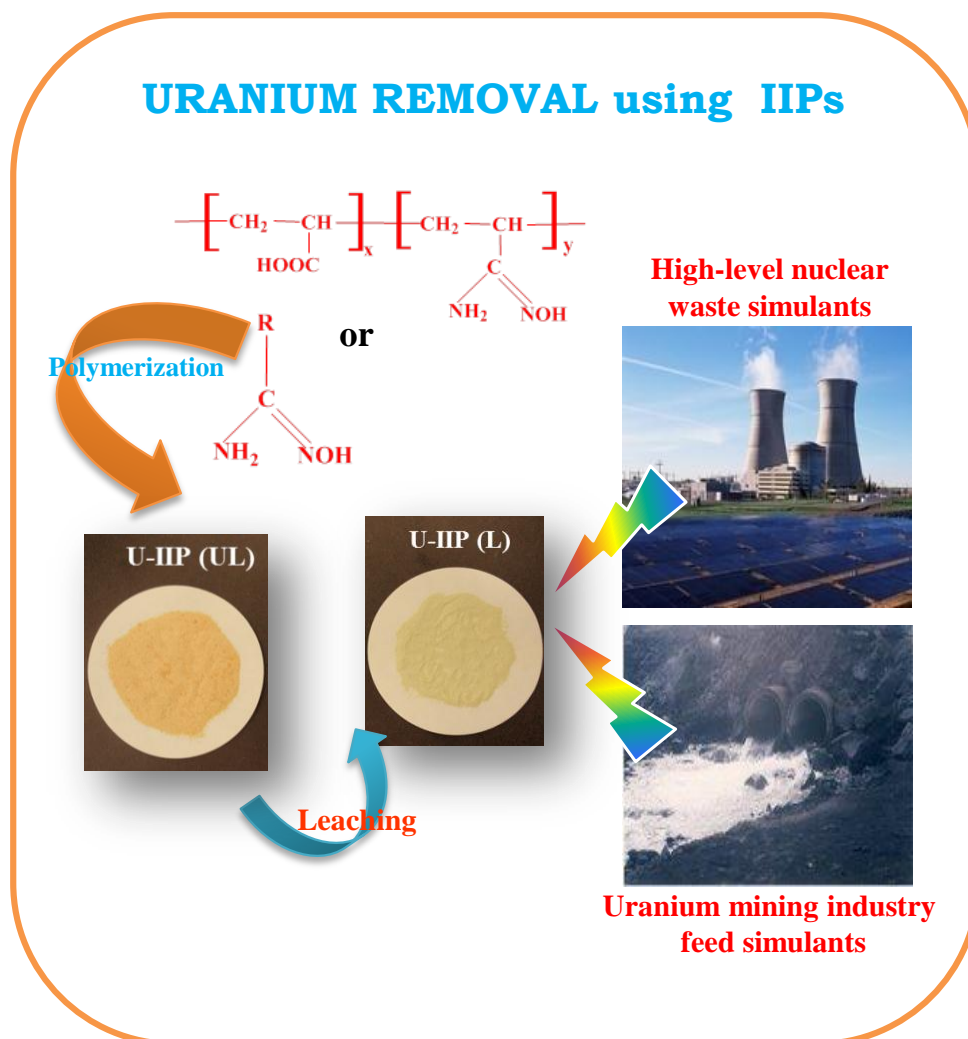 URANIUM REMOVAL using IIPs
[CH₂ CH]x [CH₂ CH]y
HOOC C
NH₂ NOH
High-level nuclear
waste simulants
R
or
Polymerization
C
NH₂ NOH
U-IIP (UL)
U-IIP (L)
Leaching
Uranium mining industry
feed simulants